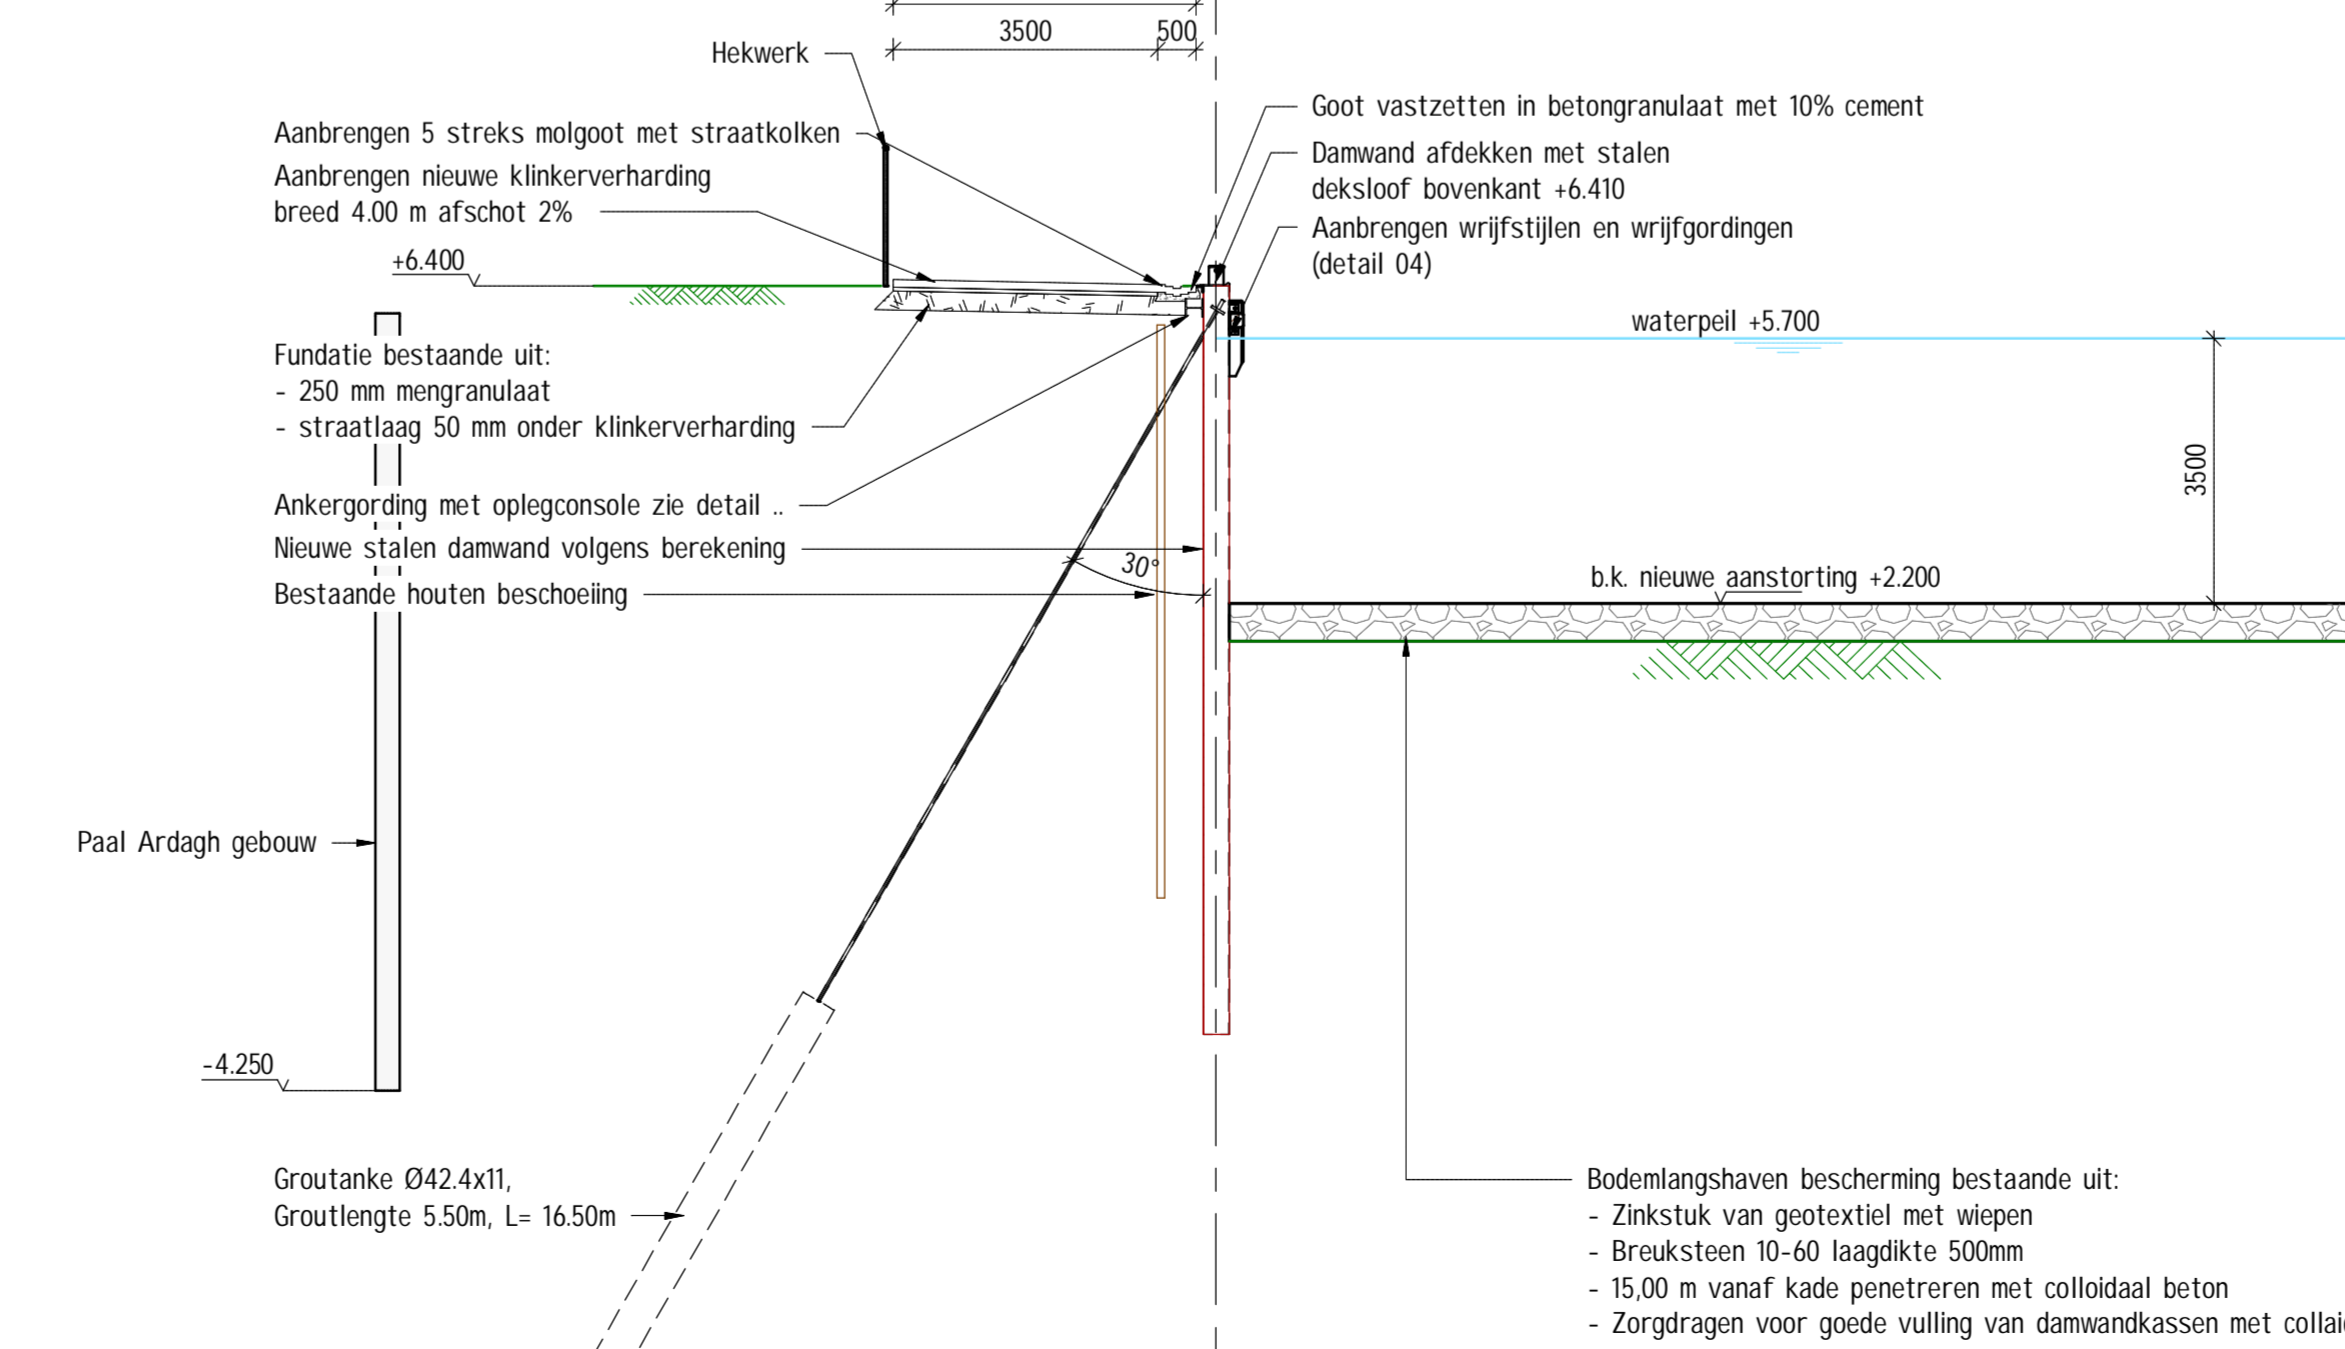 3500
500
Hekwerk
Aanbrengen 5 streks molgoot met straatkolken
Aanbrengen nieuwe klinkerverharding
breed 4.00 m afschot 2%
+6.400
Goot vastzetten in betongranulaat met 10% cement
Damwand afdekken met stalen
deksloof bovenkant +6.410
Aanbrengen wrijfstijlen en wrijfgordingen
(detail 04)
waterpeil +5.700
Fundatie bestaande uit:
- 250 mm mengranulaat
- straatlaag 50 mm onder klinkerverharding
Ankergording met oplegconsole zie detail ..
Nieuwe stalen damwand volgens berekening
Bestaande houten beschoeiing
30°
3500
b.k. nieuwe aanstorting +2.200
Paal Ardagh gebouw
-4.250
Groutanke Ø42.4x11,
Groutlengte 5.50m, L= 16.50m
Bodemlangshaven bescherming bestaande uit:
- Zinkstuk van geotextiel met wiepen
- Breuksteen 10-60 laagdikte 500mm
- 15,00 m vanaf kade penetreren met colloidaal beton
- Zorgdragen voor goede vulling van damwandkassen met